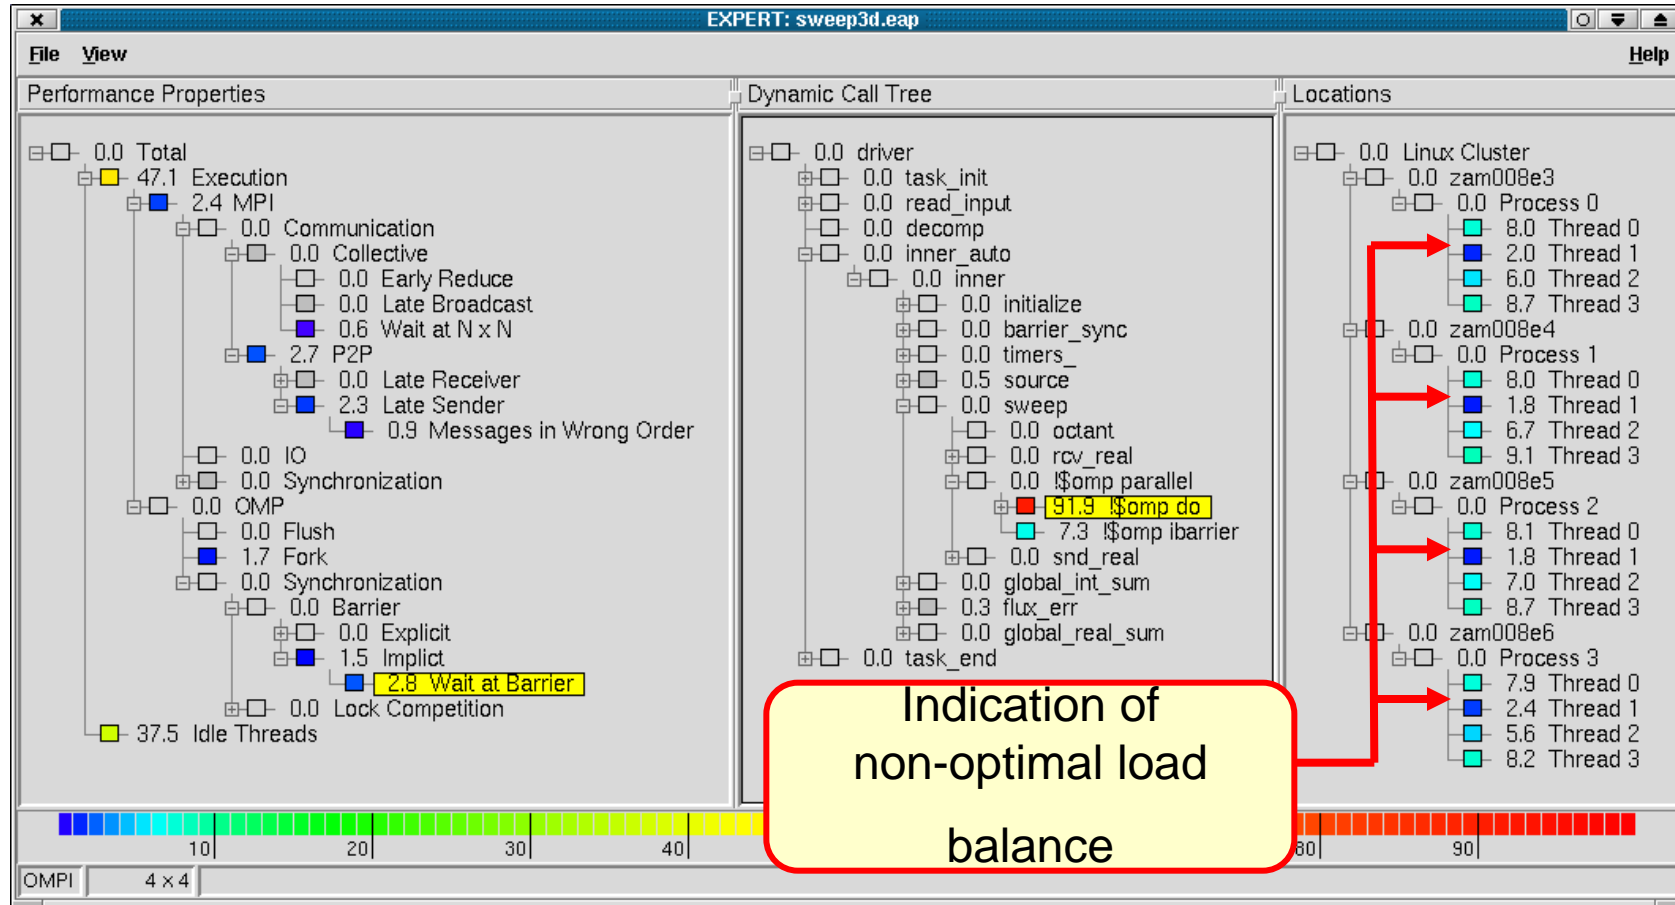 EXPERT: sweep3d.eap
File View Help
Performance Properties
0.0 Total
47.1 Execution
2.4 MPI
0.0 Communication
0.0 Collective
0.0 Early Reduce
0.0 Late Broadcast
0.6 Wait at N x N
2.7 P2P
0.0 Late Receiver
2.3 Late Sender
0.9 Messages in Wrong Order
0.0 IO
0.0 Synchronization
0.0 OMP
0.0 Flush
1.7 Fork
0.0 Synchronization
0.0 Barrier
0.0 Explicit
1.5 Implict
2.8 Wait at Barrier
0.0 Lock Competition
37.5 Idle Threads
Dynamic Call Tree
0.0 driver
0.0 task_init
0.0 read_input
0.0 decomp
0.0 inner_auto
0.0 inner
0.0 initialize
0.0 barrier_sync
0.0 timers_
0.5 source
0.0 sweep
0.0 octant
0.0 rcv_real
0.0 !$omp parallel
91.9 !$omp do
7.3 !$omp ibarrier
0.0 snd_real
0.0 global_int_sum
0.3 flux_err
0.0 global_real_sum
0.0 task_end
Locations
0.0 Linux Cluster
0.0 zam008e3
0.0 Process 0
8.0 Thread 0
2.0 Thread 1
6.0 Thread 2
8.7 Thread 3
0.0 zam008e4
0.0 Process 1
8.0 Thread 0
1.8 Thread 1
6.7 Thread 2
9.1 Thread 3
0.0 zam008e5
0.0 Process 2
8.1 Thread 0
1.8 Thread 1
7.0 Thread 2
8.7 Thread 3
0.0 zam008e6
0.0 Process 3
7.9 Thread 0
2.4 Thread 1
5.6 Thread 2
8.2 Thread 3
Indication of
non-optimal load
balance
10 20 30 40 80 90
OMPI 4 x 4